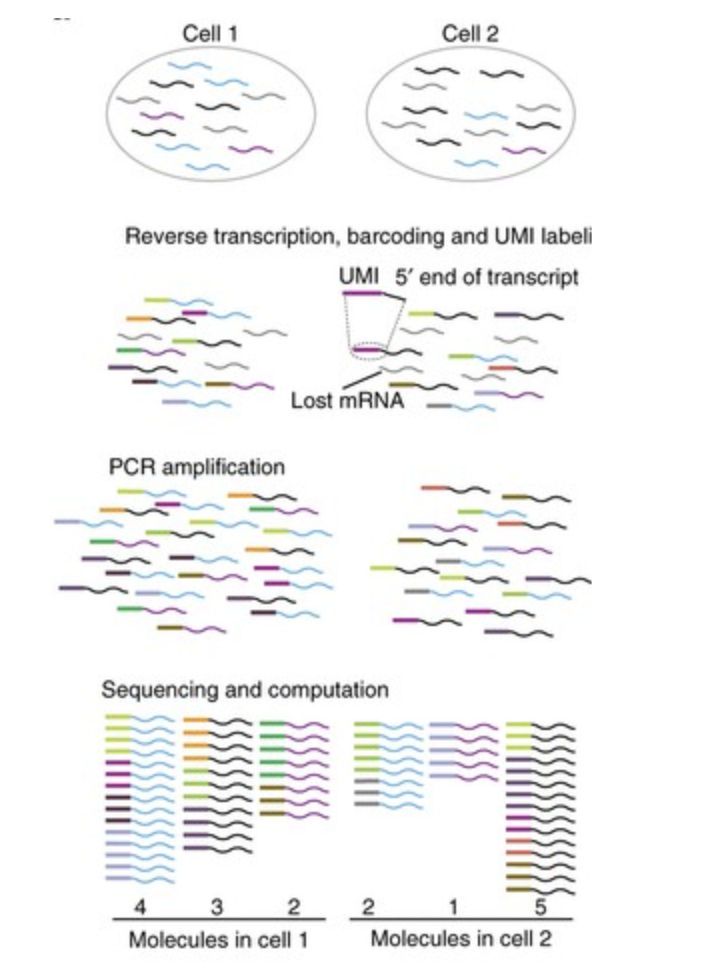 Cell 1
Cell 2
Reverse transcription, barcoding and UMI labeli
UMI 5′ end of transcript
Lost mRNA
PCR amplification
Sequencing and computation
4 3 2 2 1 5
Molecules in cell 1
Molecules in cell 2